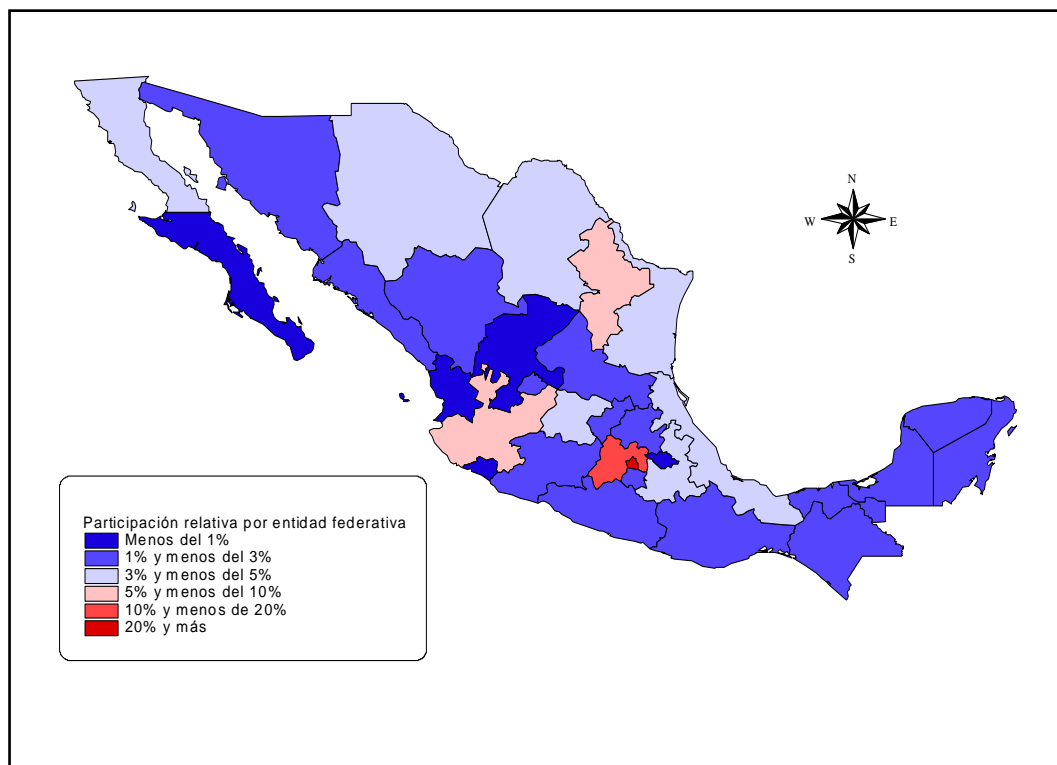 N
W E
S
Participación relativa por entidad federativa
Menos del 1%
1% y menos del 3%
3% y menos del 5%
5% y menos del 10%
10% y menos de 20%
20% y más